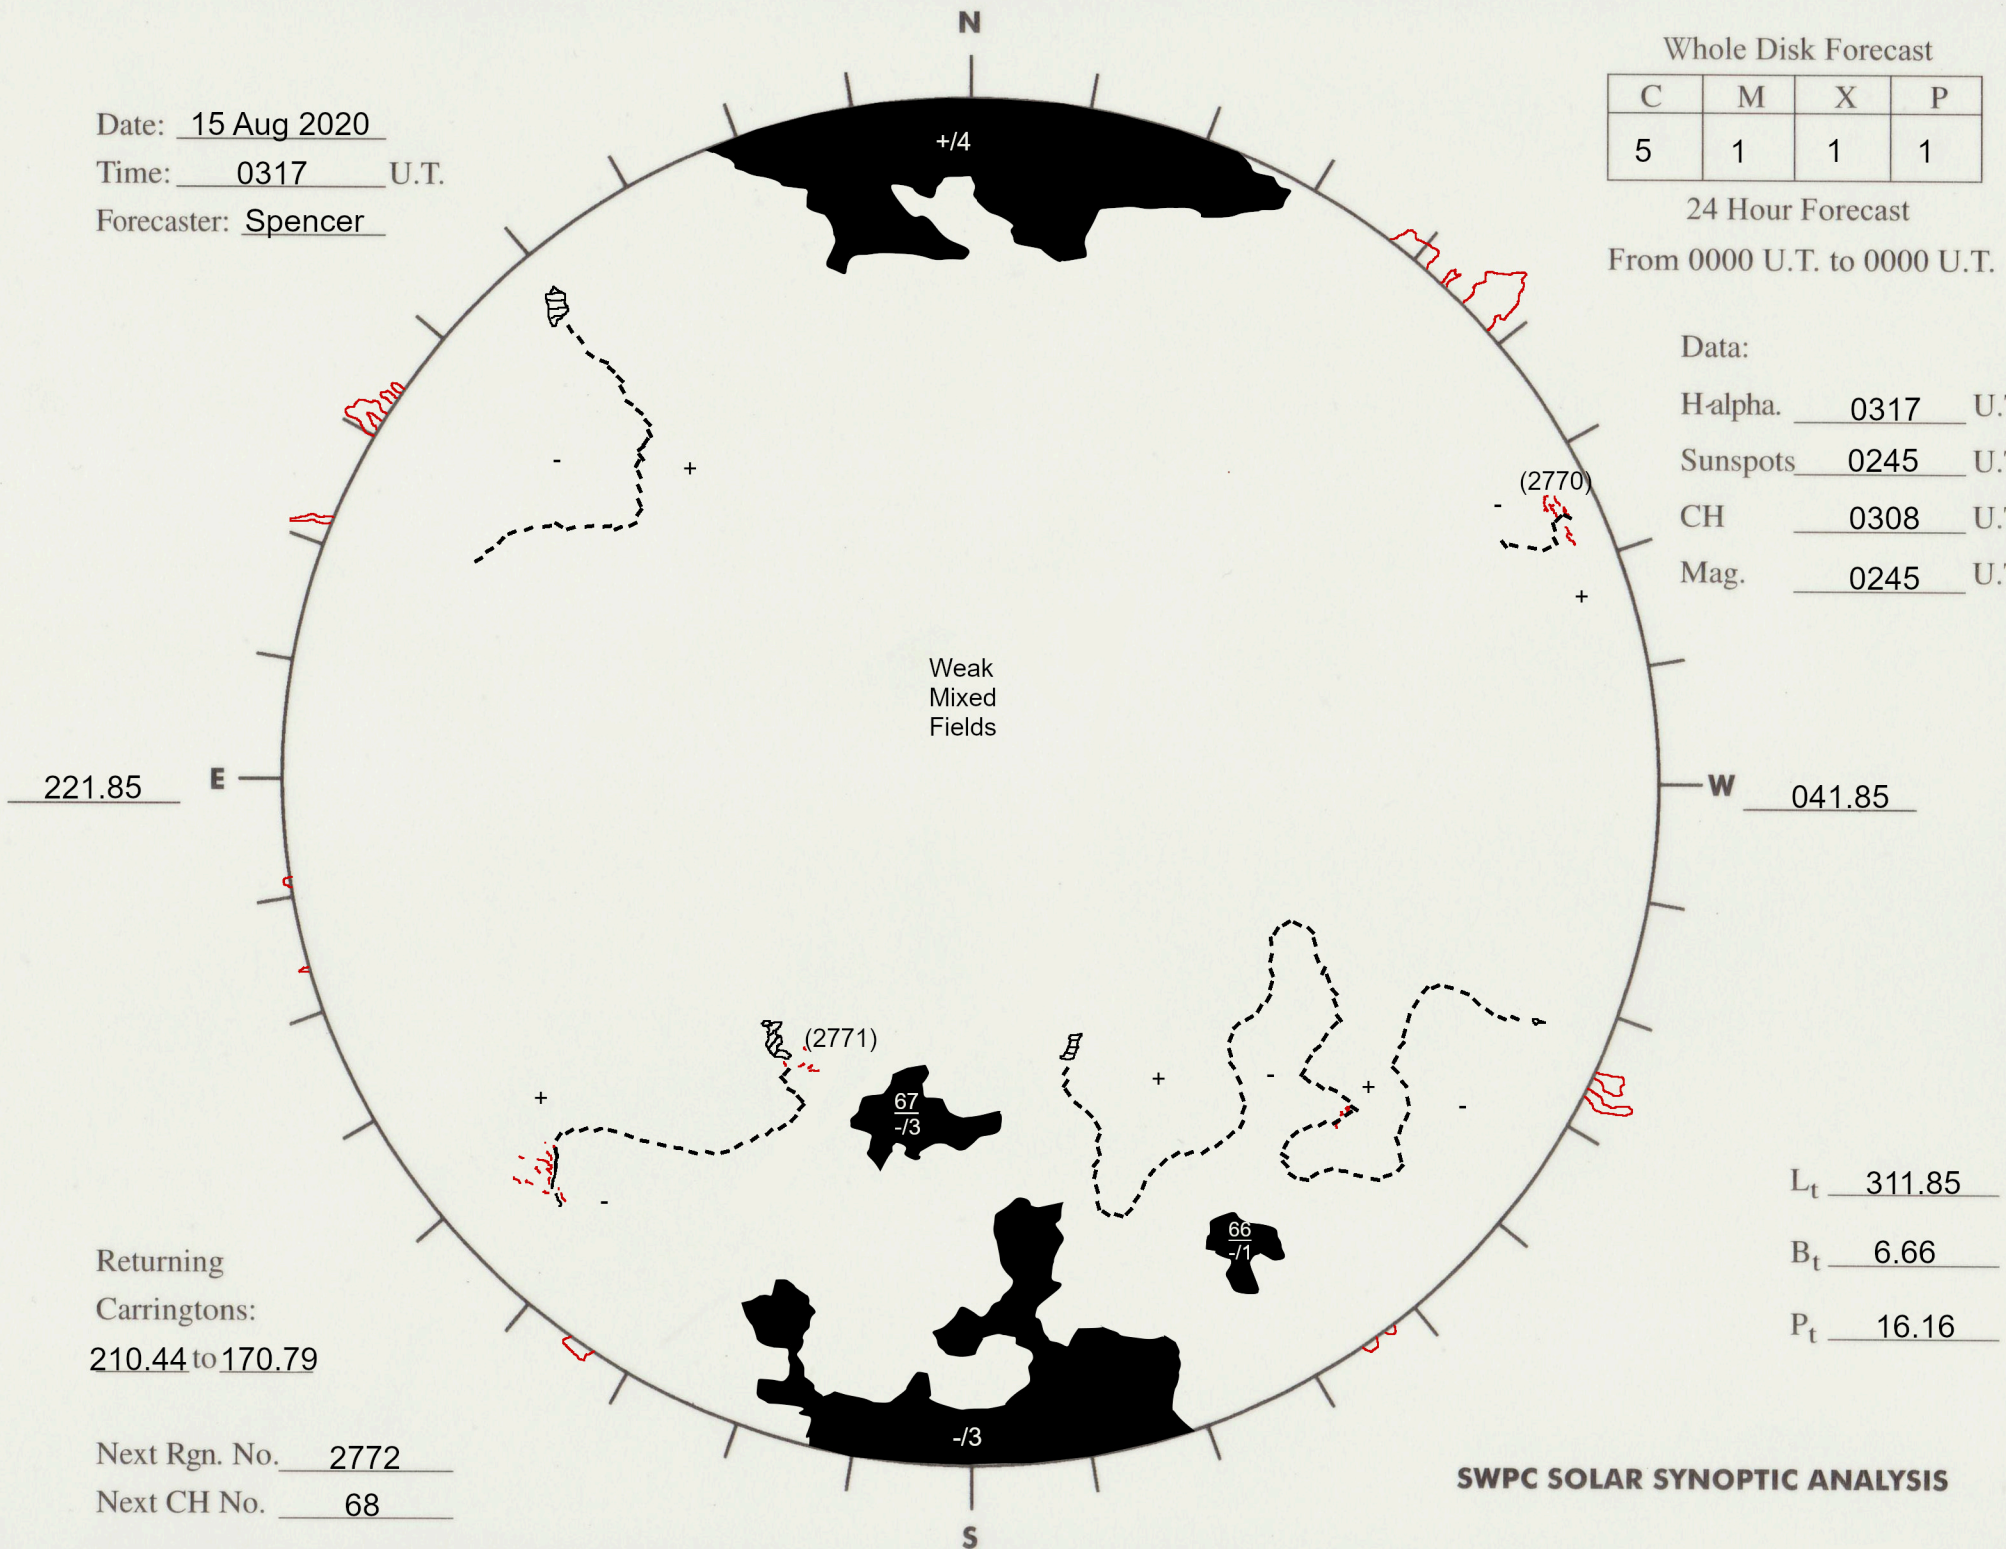 N
Whole Disk Forecast
C M X P
5 1 1 1
24 Hour Forecast
From 0000 U.T. to 0000 U.T.
Date: 15 Aug 2020
Time: 0317 U.T.
Forecaster: Spencer
+/4
Data:
H-alpha. 0317 U.
Sunspots 0245 U.
CH 0308 U.
Mag. 0245 U.
- +
(2770)
-
+
Weak
Mixed
Fields
221.85 E
W 041.85
(2771)
+
-
67
-/3
+ - + -
66
-/1
-/3
Lt 311.85
Bt 6.66
Pt 16.16
Returning
Carringtons:
210.44 to 170.79
Next Rgn. No. 2772
Next CH No. 68
SWPC SOLAR SYNOPTIC ANALYSIS
S